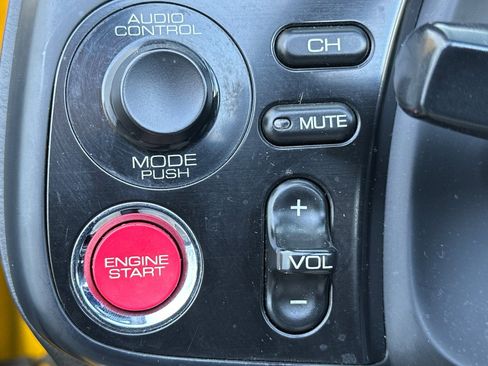 AUDIO
CONTROL
CH
MUTE
MODE
PUSH
+
VOL
−
ENGINE
START